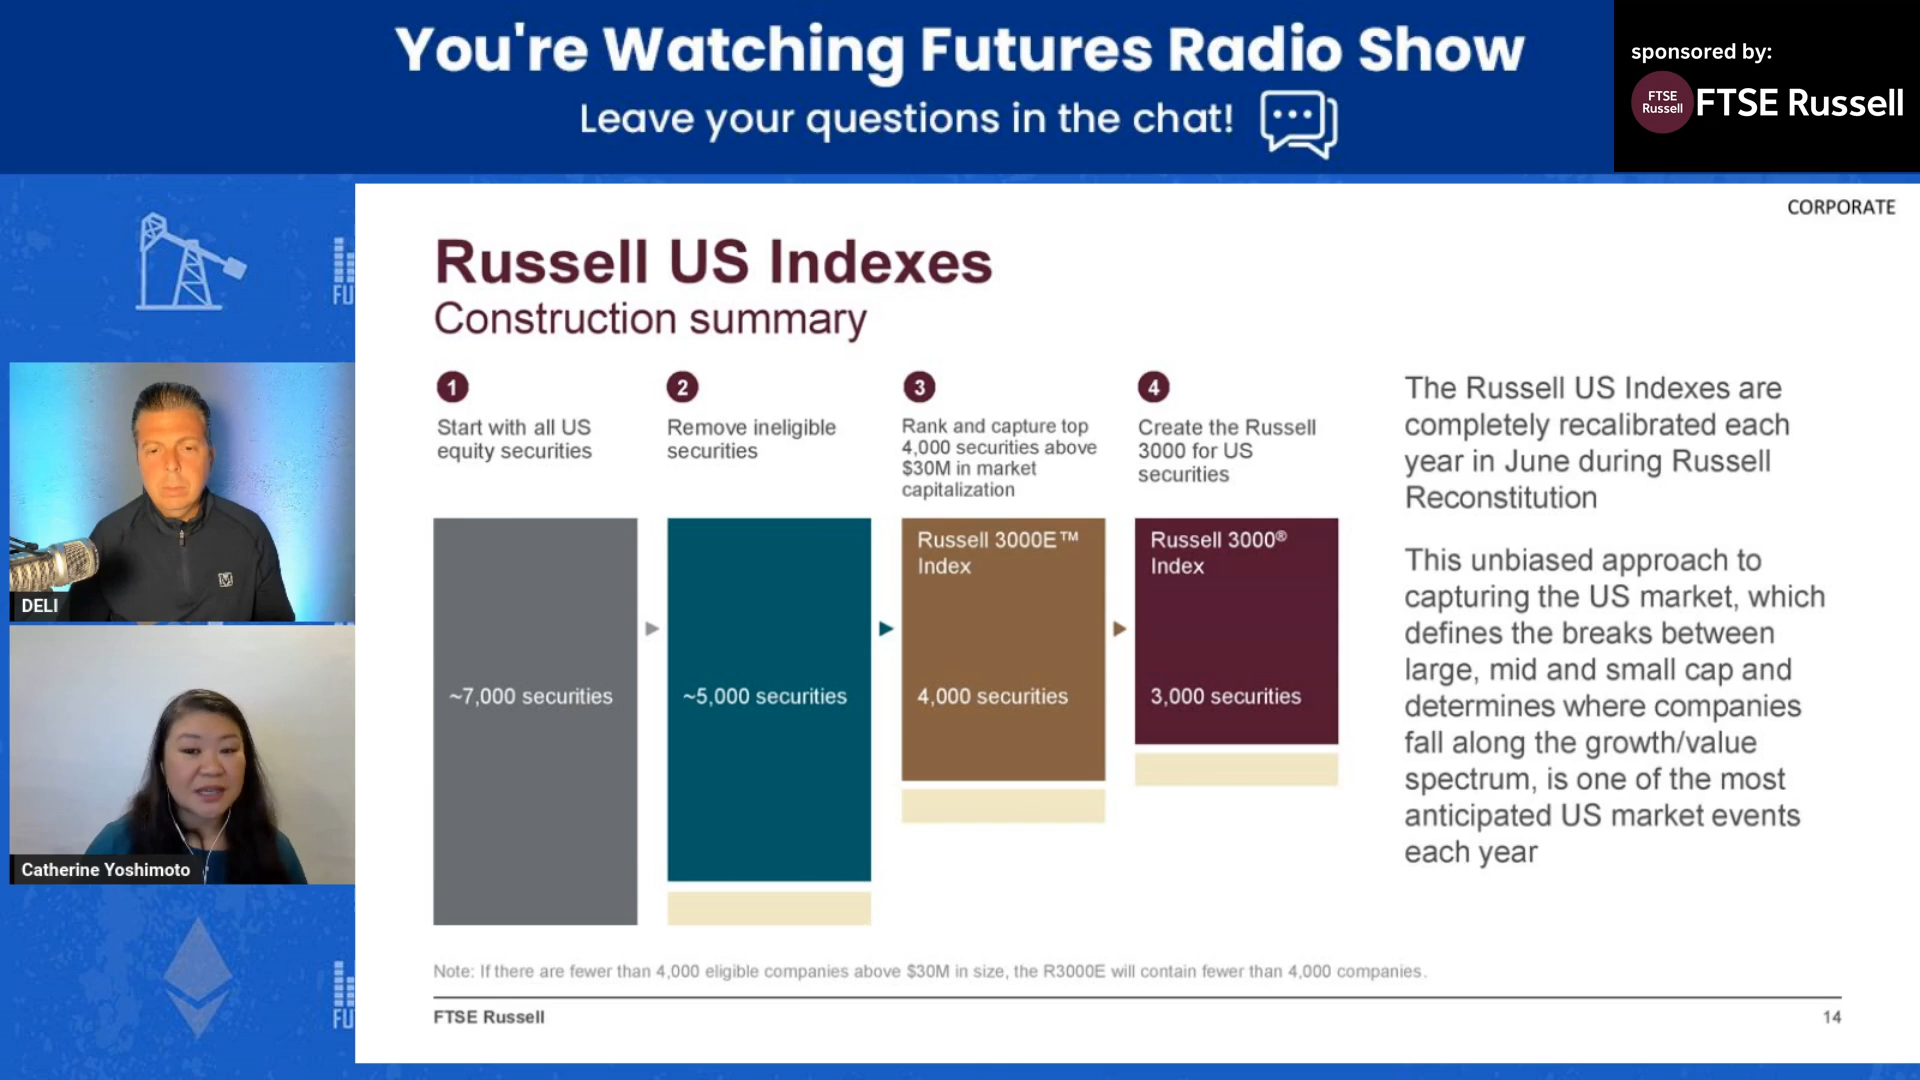 You're Watching Futures Radio Show
Leave your questions in the chat!
sponsored by:
FTSE
Russell
FTSE Russell
CORPORATE
Russell US Indexes
Construction summary
1
Start with all US
equity securities
2
Remove ineligible
securities
3
Rank and capture top
4,000 securities above
$30M in market
capitalization
4
Create the Russell
3000 for US
securities
~7,000 securities
~5,000 securities
Russell 3000E™
Index
4,000 securities
Russell 3000®
Index
3,000 securities
The Russell US Indexes are
completely recalibrated each
year in June during Russell
Reconstitution
This unbiased approach to
capturing the US market, which
defines the breaks between
large, mid and small cap and
determines where companies
fall along the growth/value
spectrum, is one of the most
anticipated US market events
each year
Note: If there are fewer than 4,000 eligible companies above $30M in size, the R3000E will contain fewer than 4,000 companies.
FTSE Russell
14
DELI
Catherine Yoshimoto
FU
FU